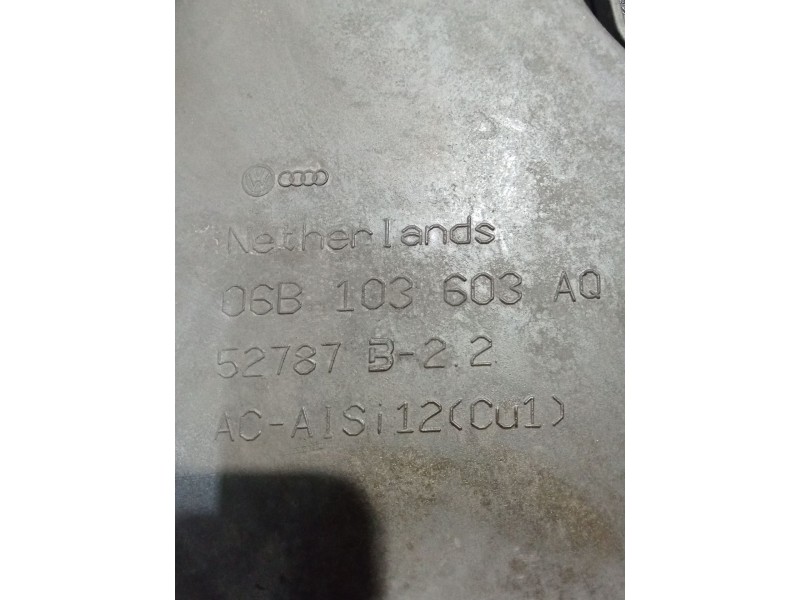 Netherlands
06B 103 603 AQ
52787 B-2.2
AC-AlSi12(Cu1)